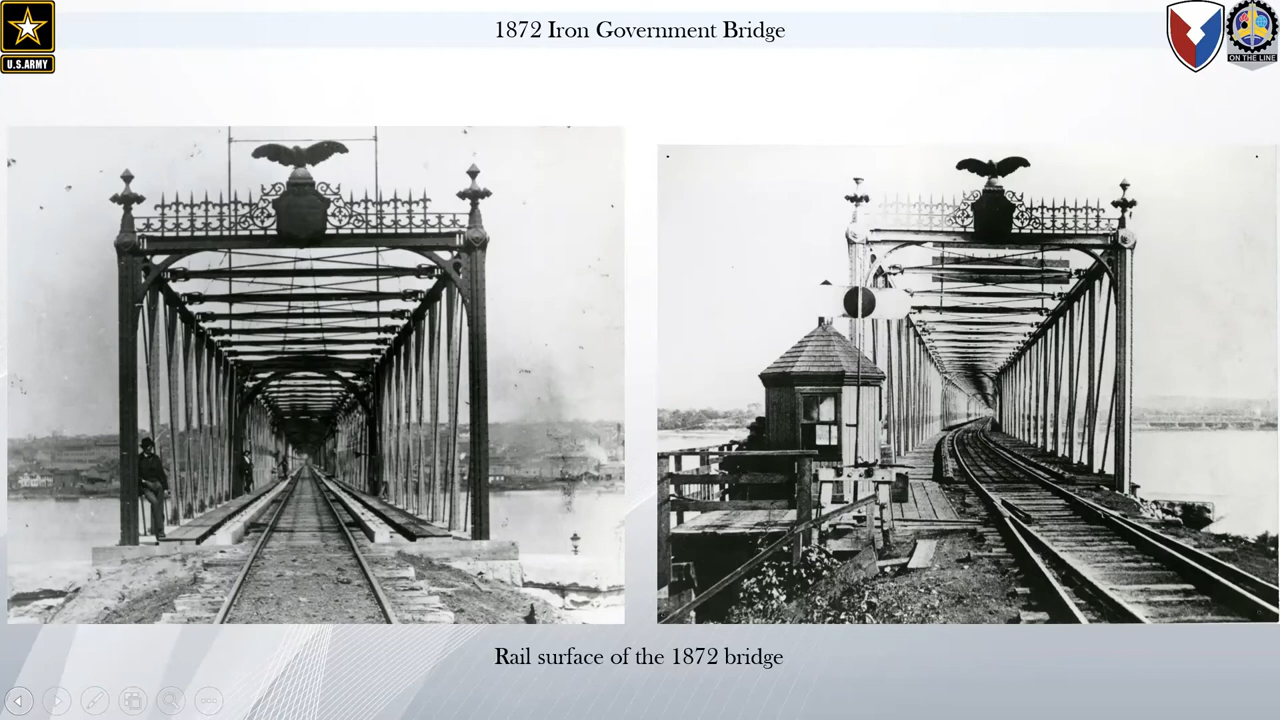 1872 Iron Government Bridge
U.S.ARMY
ON THE LINE
Rail surface of the 1872 bridge